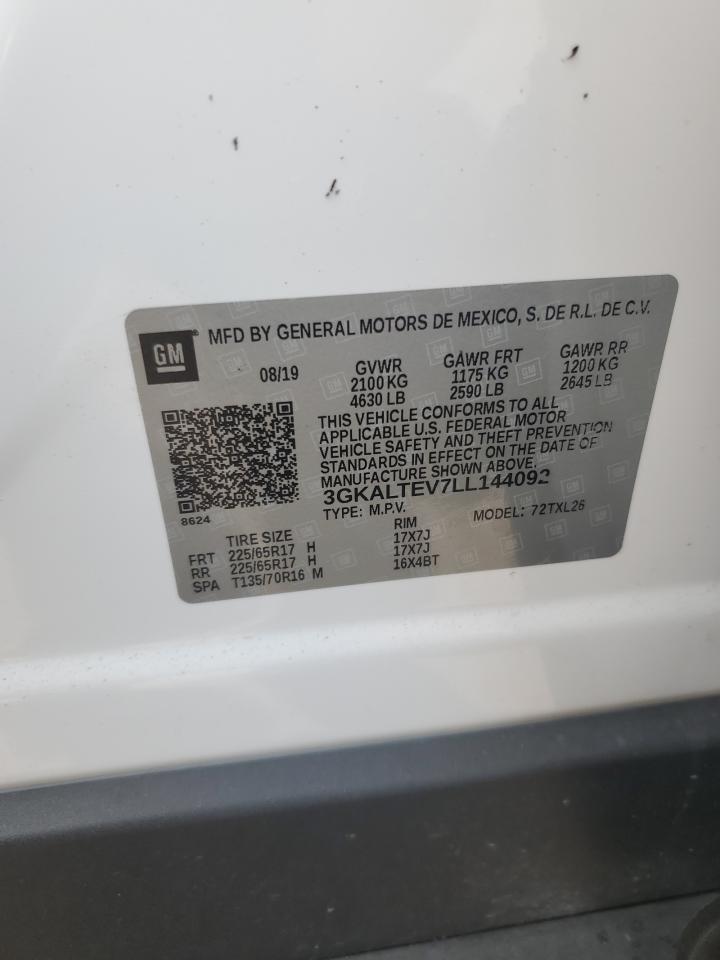 GM
MFD BY GENERAL MOTORS DE MEXICO, S. DE R.L. DE C.V.
08/19 GVWR GAWR FRT GAWR RR
2100 KG 1175 KG 1200 KG
4630 LB 2590 LB 2645 LB
THIS VEHICLE CONFORMS TO ALL
APPLICABLE U.S. FEDERAL MOTOR
VEHICLE SAFETY AND THEFT PREVENTION
STANDARDS IN EFFECT ON THE DATE OF
MANUFACTURE SHOWN ABOVE.
3GKALTEV7LL144092
8624 TYPE: M.P.V. MODEL: 72TXL26
TIRE SIZE RIM
FRT 225/65R17 H 17X7J
RR 225/65R17 H 17X7J
SPA T135/70R16 M 16X4BT